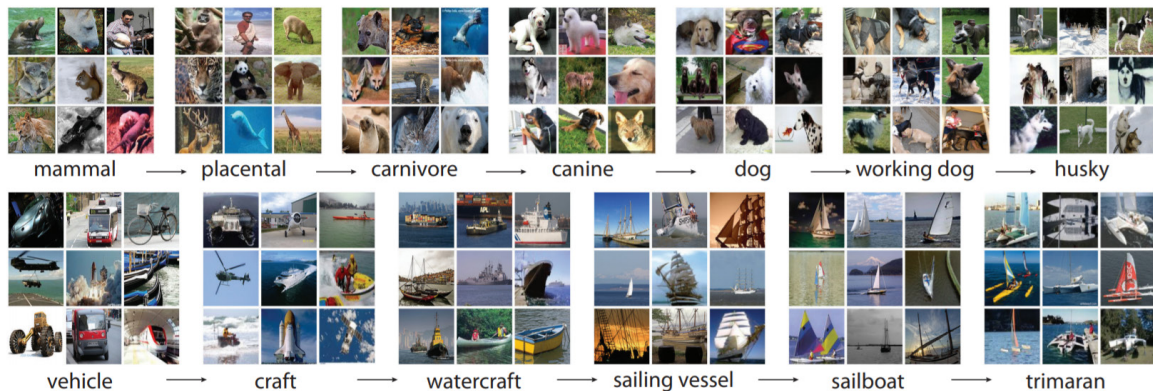 mammal → placental → carnivore → canine → dog → working dog → husky
vehicle → craft → watercraft → sailing vessel → sailboat → trimaran